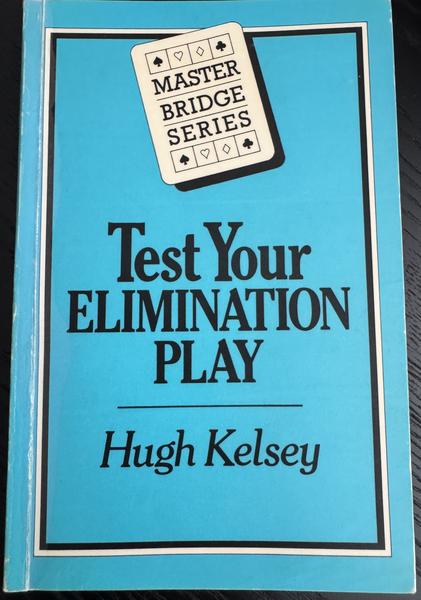 MASTER
BRIDGE
SERIES
Test Your
ELIMINATION
PLAY
Hugh Kelsey